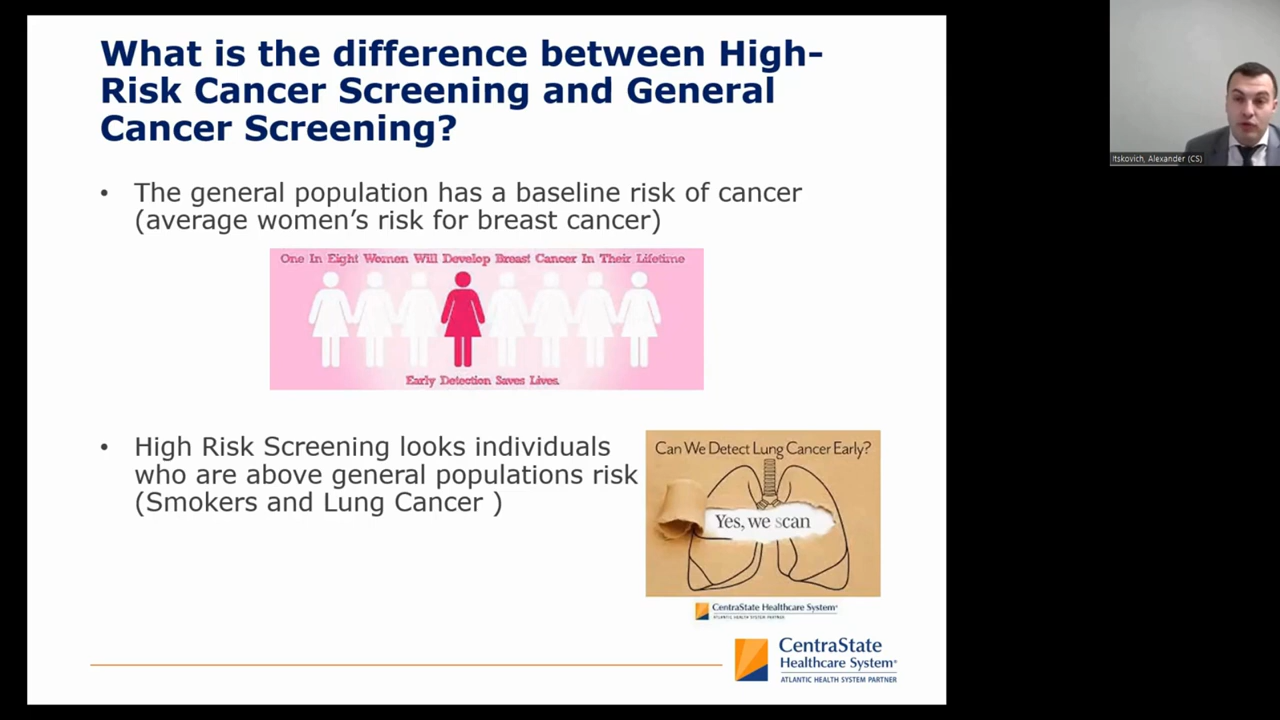 What is the difference between High-
Risk Cancer Screening and General
Cancer Screening?
• The general population has a baseline risk of cancer
(average women's risk for breast cancer)
One In Eight Women Will Develop Breast Cancer In Their Lifetime
Early Detection Saves Lives.
• High Risk Screening looks individuals
who are above general populations risk
(Smokers and Lung Cancer )
Can We Detect Lung Cancer Early?
Yes, we scan
CentraState Healthcare System®
ATLANTIC HEALTH SYSTEM PARTNER
CentraState
Healthcare System®
ATLANTIC HEALTH SYSTEM PARTNER
Itskovich, Alexander (CS)